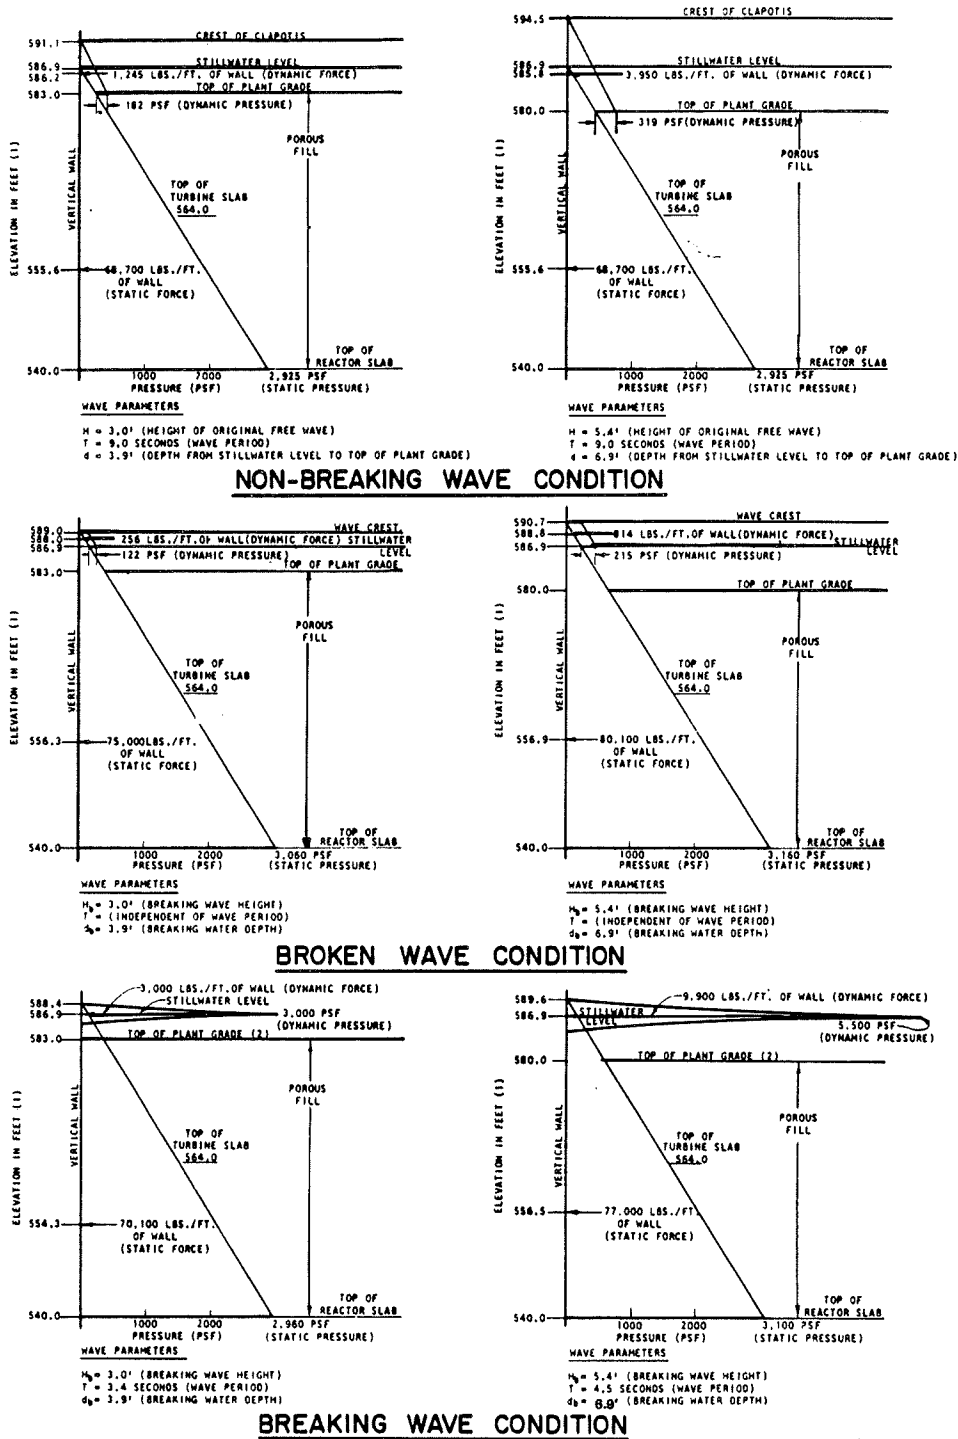 591.1
CREST OF CLAPOTIS
586.9
STILLWATER LEVEL
586.2
1,245 LBS./FT. OF WALL (DYNAMIC FORCE)
583.0
TOP OF PLANT GRADE
182 PSF (DYNAMIC PRESSURE)
POROUS
FILL
ELEVATION IN FEET (1)
VERTICAL WALL
TOP OF
TURBINE SLAB
564.0
555.6
68,700 LBS./FT.
OF WALL
(STATIC FORCE)
540.0
TOP OF
REACTOR SLAB
1000
2000
2,925 PSF
PRESSURE (PSF)
(STATIC PRESSURE)
WAVE PARAMETERS
H = 3.0' (HEIGHT OF ORIGINAL FREE WAVE)
T = 9.0 SECONDS (WAVE PERIOD)
d = 3.9' (DEPTH FROM STILLWATER LEVEL TO TOP OF PLANT GRADE)
594.5
CREST OF CLAPOTIS
586.9
STILLWATER LEVEL
585.8
3,950 LBS./FT OF WALL (DYNAMIC FORCE)
580.0
TOP OF PLANT GRADE
319 PSF(DYNAMIC PRESSURE)
POROUS
FILL
ELEVATION IN FEET (1)
VERTICAL WALL
TOP OF
TURBINE SLAB
564.0
555.6
68,700 LBS./FT.
OF WALL
(STATIC FORCE)
540.0
TOP OF
REACTOR SLAB
1000
2000
2,925 PSF
PRESSURE (PSF)
(STATIC PRESSURE)
WAVE PARAMETERS
H = 5.4' (HEIGHT OF ORIGINAL FREE WAVE)
T = 9.0 SECONDS (WAVE PERIOD)
d = 6.9' (DEPTH FROM STILLWATER LEVEL TO TOP OF PLANT GRADE)
NON-BREAKING WAVE CONDITION
589.0
WAVE CREST
588.0
256 LBS./FT.OF WALL(DYNAMIC FORCE) STILLWATER
LEVEL
586.9
122 PSF (DYNAMIC PRESSURE)
583.0
TOP OF PLANT GRADE
POROUS
FILL
ELEVATION IN FEET (1)
VERTICAL WALL
TOP OF
TURBINE SLAB
564.0
556.3
75,000LBS./FT.
OF WALL
(STATIC FORCE)
540.0
TOP OF
REACTOR SLAB
1000
2000
3,060 PSF
PRESSURE (PSF)
(STATIC PRESSURE)
WAVE PARAMETERS
Hb= 3.0' (BREAKING WAVE HEIGHT)
T = (INDEPENDENT OF WAVE PERIOD)
db= 3.9' (BREAKING WATER DEPTH)
590.7
WAVE CREST
588.8
814 LBS./FT.OF WALL(DYNAMIC FORCE)
586.9
STILLWATER
LEVEL
215 PSF (DYNAMIC PRESSURE)
580.0
TOP OF PLANT GRADE
POROUS
FILL
ELEVATION IN FEET (1)
VERTICAL WALL
TOP OF
TURBINE SLAB
564.0
556.9
80,100 LBS./FT.
OF WALL
(STATIC FORCE)
540.0
TOP OF
REACTOR SLAB
1000
2000
3,160 PSF
PRESSURE (PSF)
(STATIC PRESSURE)
WAVE PARAMETERS
Hb= 5.4' (BREAKING WAVE HEIGHT)
T = (INDEPENDENT OF WAVE PERIOD)
db= 6.9' (BREAKING WATER DEPTH)
BROKEN WAVE CONDITION
3,000 LBS./FT.OF WALL (DYNAMIC FORCE)
588.4
STILLWATER LEVEL
586.9
3,000 PSF
(DYNAMIC PRESSURE)
583.0
TOP OF PLANT GRADE (2)
POROUS
FILL
ELEVATION IN FEET (1)
VERTICAL WALL
TOP OF
TURBINE SLAB
564.0
554.3
70,100 LBS./FT.
OF WALL
(STATIC FORCE)
540.0
TOP OF
REACTOR SLAB
1000
2000
2,960 PSF
PRESSURE (PSF)
(STATIC PRESSURE)
WAVE PARAMETERS
Hb= 3.0' (BREAKING WAVE HEIGHT)
T = 3.4 SECONDS (WAVE PERIOD)
db= 3.9' (BREAKING WATER DEPTH)
589.6
9,900 LBS./FT. OF WALL (DYNAMIC FORCE)
586.9
STILLWATER
LEVEL
5,500 PSF
(DYNAMIC PRESSURE)
580.0
TOP OF PLANT GRADE (2)
POROUS
FILL
ELEVATION IN FEET (1)
VERTICAL WALL
TOP OF
TURBINE SLAB
564.0
556.5
77,000 LBS./FT.
OF WALL
(STATIC FORCE)
540.0
TOP OF
REACTOR SLAB
1000
2000
3,100 PSF
PRESSURE (PSF)
(STATIC PRESSURE)
WAVE PARAMETERS
Hb= 5.4' (BREAKING WAVE HEIGHT)
T = 4.5 SECONDS (WAVE PERIOD)
db= 6.9' (BREAKING WATER DEPTH)
BREAKING WAVE CONDITION